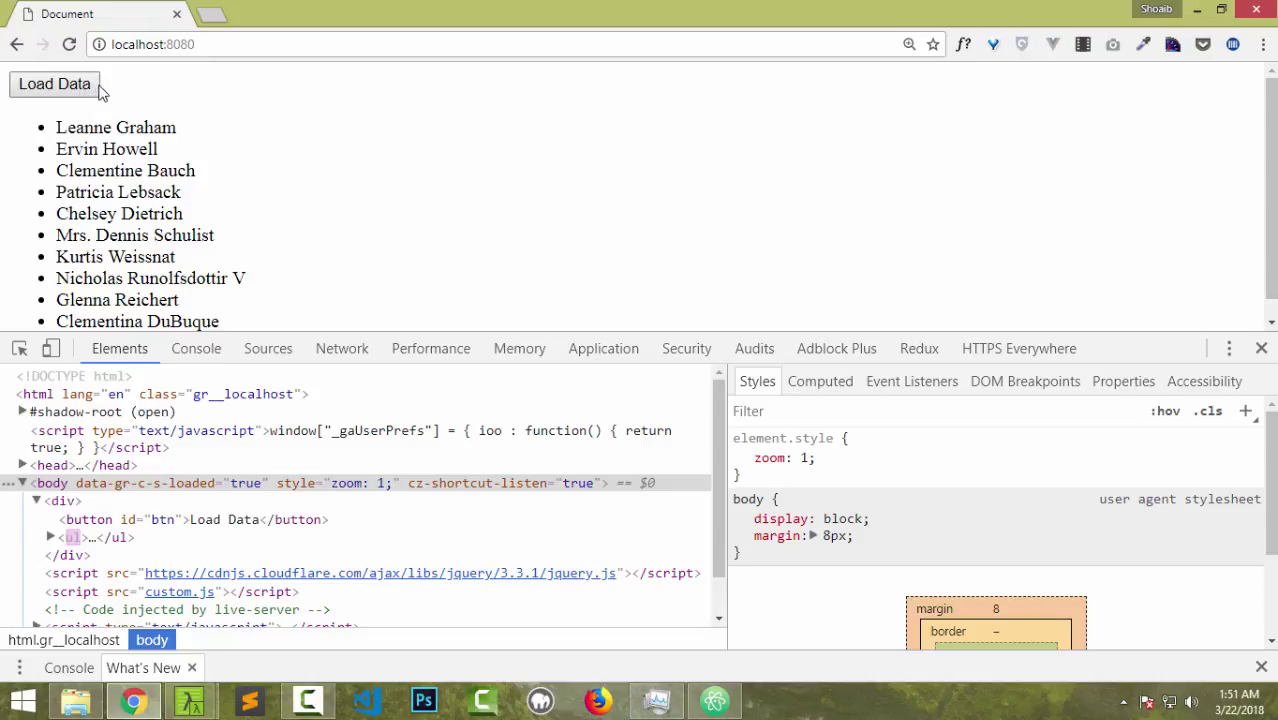 Document
Shoaib
localhost:8080
f?
Load Data
Leanne Graham
Ervin Howell
Clementine Bauch
Patricia Lebsack
Chelsey Dietrich
Mrs. Dennis Schulist
Kurtis Weissnat
Nicholas Runolfsdottir V
Glenna Reichert
Clementina DuBuque
Elements Console Sources Network Performance Memory Application Security Audits Adblock Plus Redux HTTPS Everywhere
<!DOCTYPE html>
<html lang="en" class="gr__localhost">
#shadow-root (open)
<script type="text/javascript">window["_gaUserPrefs"] = { ioo : function() { return
true; } }</script>
<head>…</head>
<body data-gr-c-s-loaded="true" style="zoom: 1;" cz-shortcut-listen="true"> == $0
<div>
<button id="btn">Load Data</button>
<ul>…</ul>
</div>
<script src="https://cdnjs.cloudflare.com/ajax/libs/jquery/3.3.1/jquery.js"></script>
<script src="custom.js"></script>
<!-- Code injected by live-server -->
<script type="text/javascript">…</script>
html.gr__localhost body
Styles Computed Event Listeners DOM Breakpoints Properties Accessibility
Filter :hov .cls +
element.style {
zoom: 1;
}
body { user agent stylesheet
display: block;
margin: 8px;
}
margin 8
border –
Console What's New
Ps
1:51 AM
3/22/2018